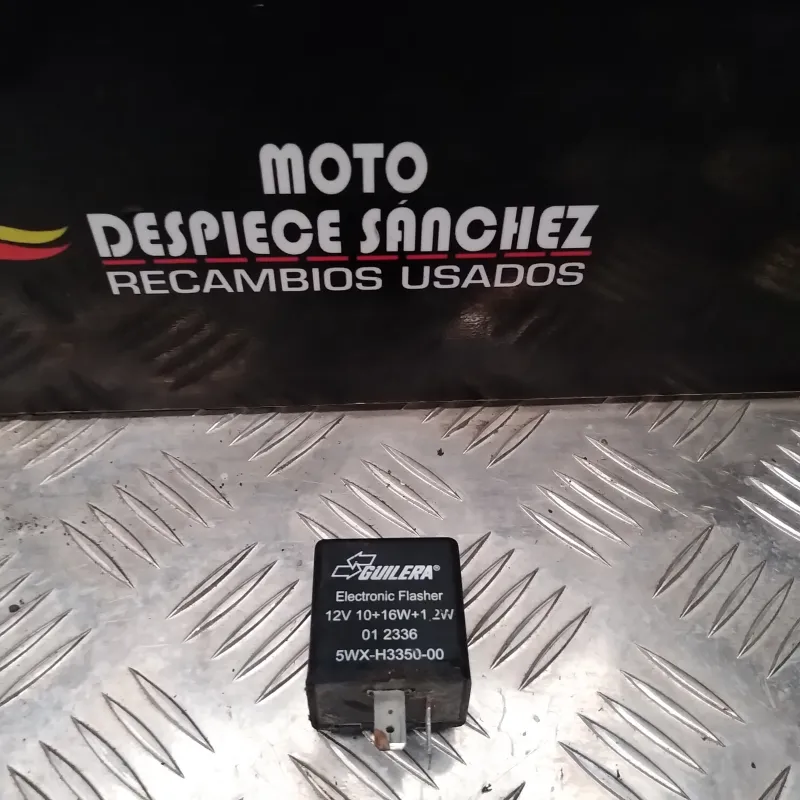 MOTO
DESPIECE SÁNCHEZ
RECAMBIOS USADOS
GUILERA®
Electronic Flasher
12V 10+16W+1,2W
01 2336
5WX-H3350-00